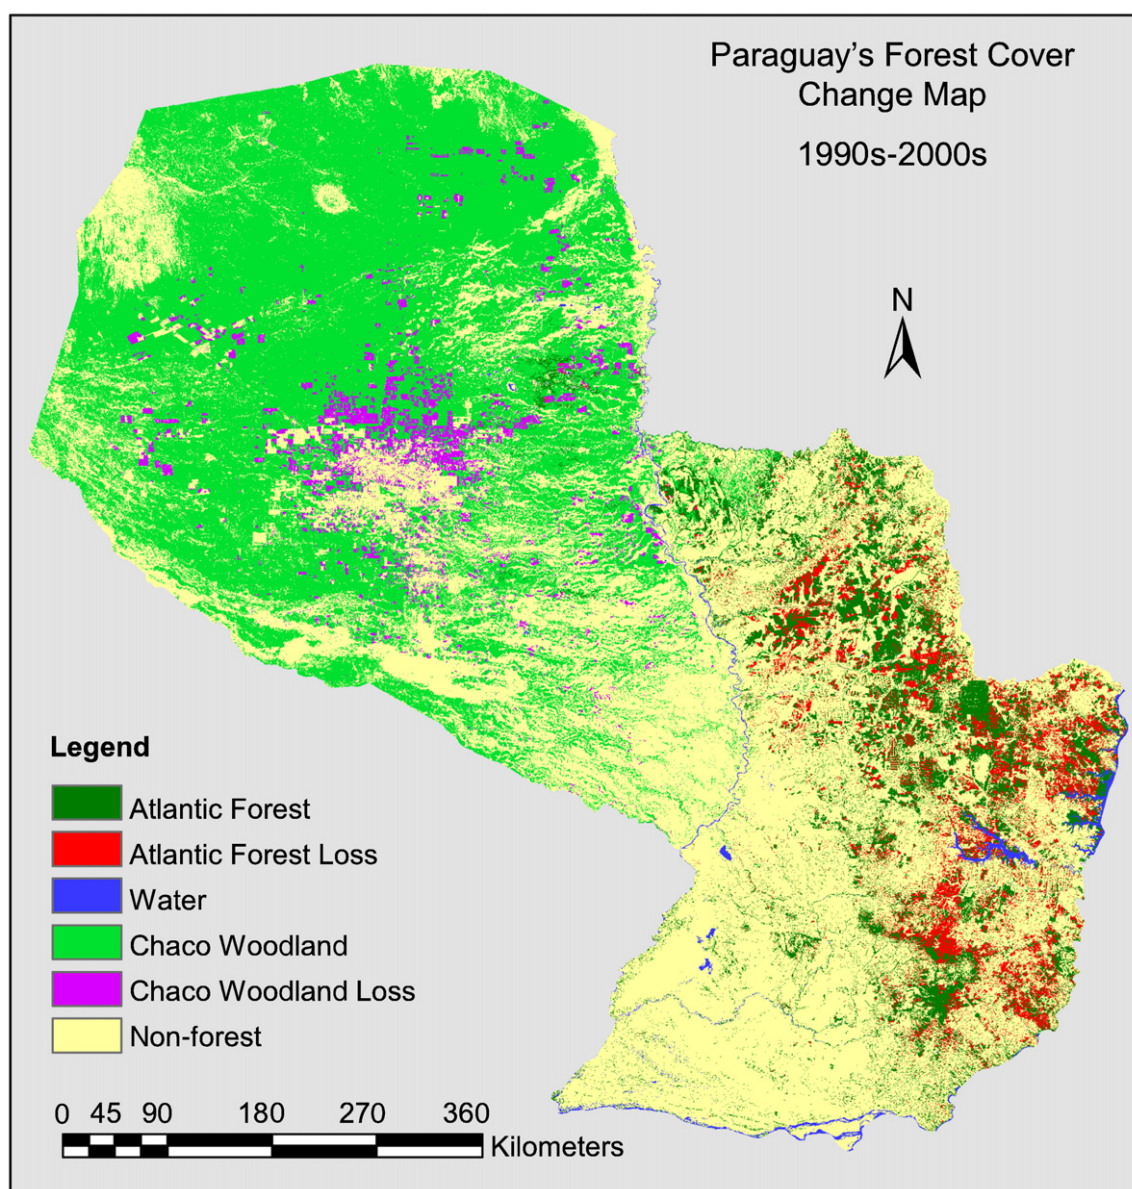 Paraguay’s Forest Cover
Change Map
1990s-2000s
N
Legend
Atlantic Forest
Atlantic Forest Loss
Water
Chaco Woodland
Chaco Woodland Loss
Non-forest
0 45 90 180 270 360
Kilometers